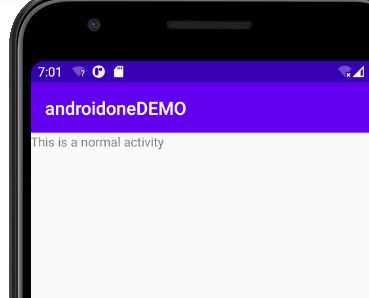 7:01
androidoneDEMO
This is a normal activity